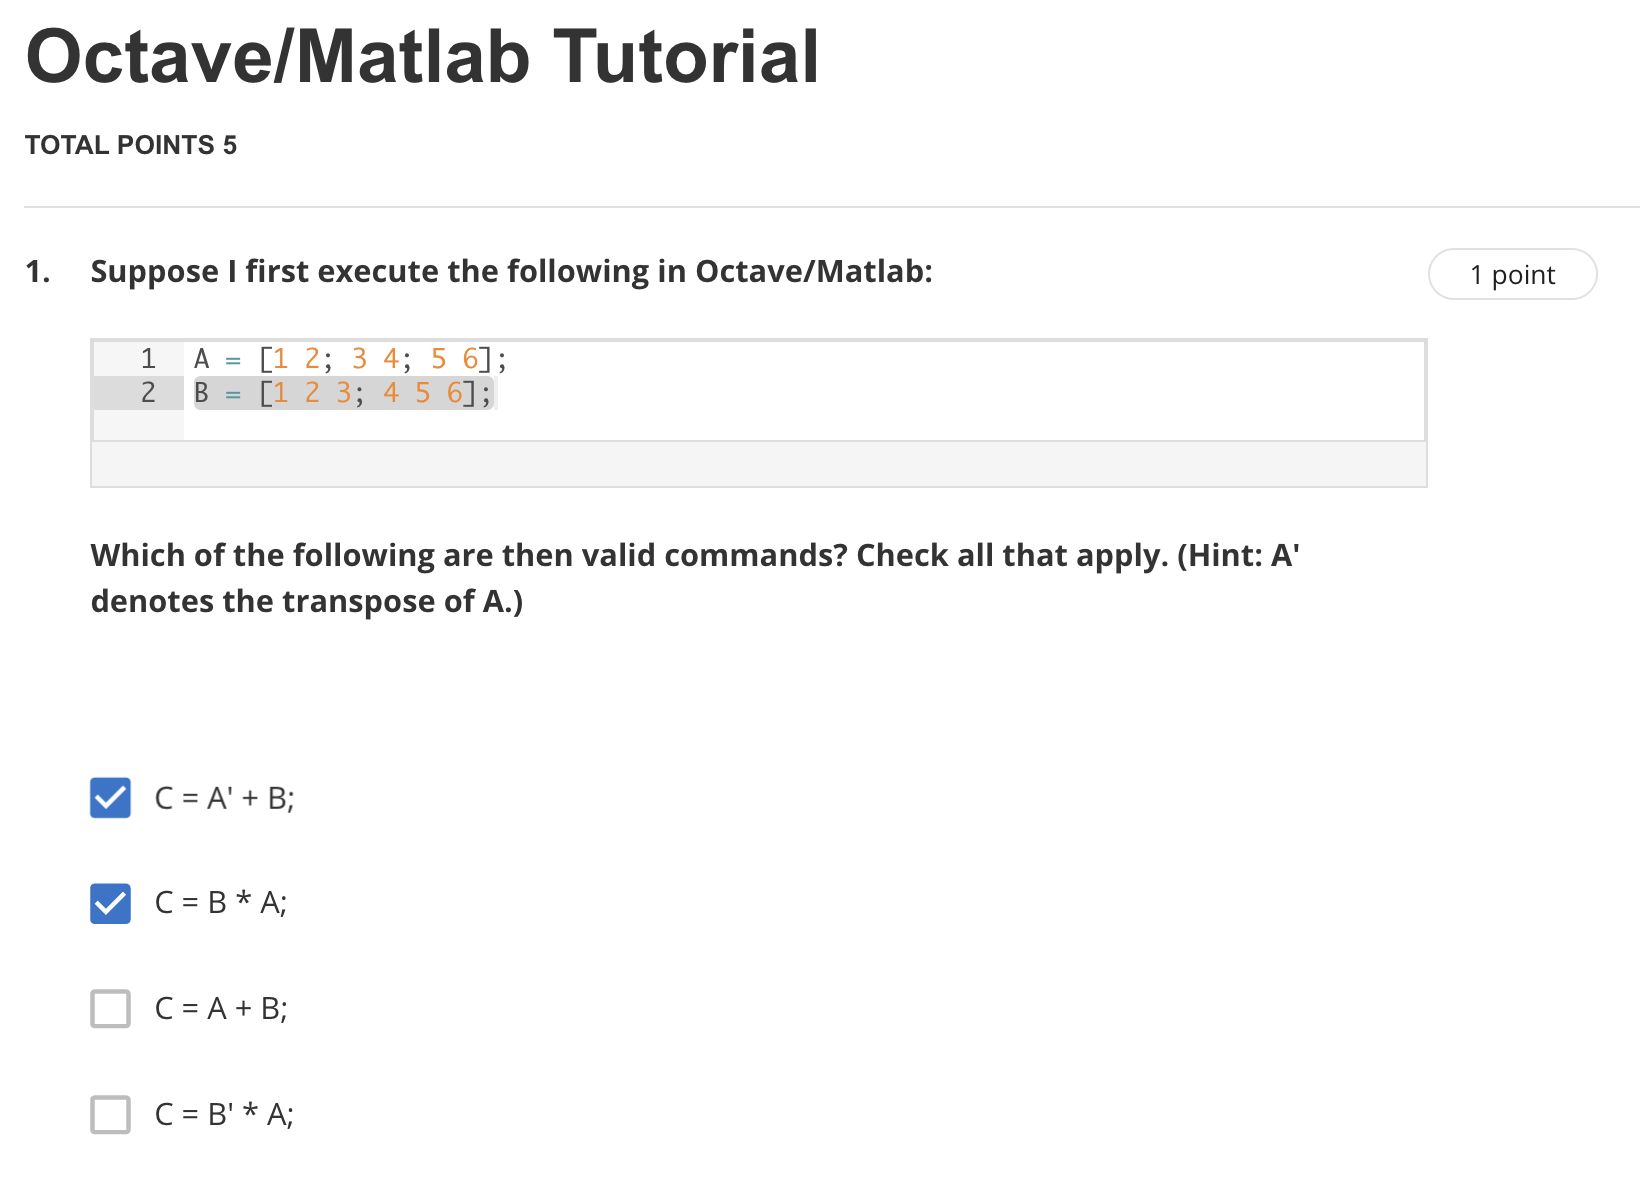 Octave/Matlab Tutorial
TOTAL POINTS 5
1. Suppose I first execute the following in Octave/Matlab:
1 point
1 A = [1 2; 3 4; 5 6];
2 B = [1 2 3; 4 5 6];
Which of the following are then valid commands? Check all that apply. (Hint: A'
denotes the transpose of A.)
C = A' + B;
C = B * A;
C = A + B;
C = B' * A;